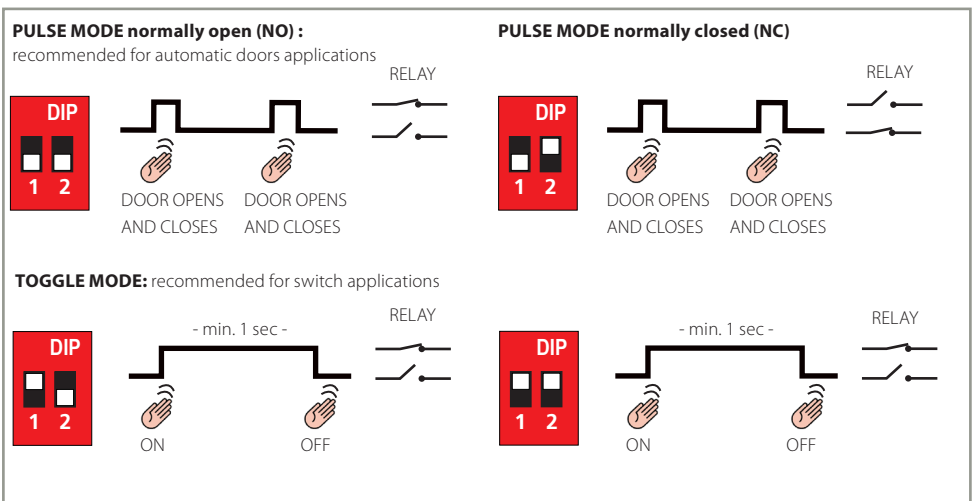 PULSE MODE normally open (NO) :
recommended for automatic doors applications
RELAY
DIP
1 2
DOOR OPENS
AND CLOSES
DOOR OPENS
AND CLOSES
PULSE MODE normally closed (NC)
RELAY
DIP
1 2
DOOR OPENS
AND CLOSES
DOOR OPENS
AND CLOSES
TOGGLE MODE: recommended for switch applications
RELAY
- min. 1 sec -
DIP
1 2
ON
OFF
RELAY
- min. 1 sec -
DIP
1 2
ON
OFF